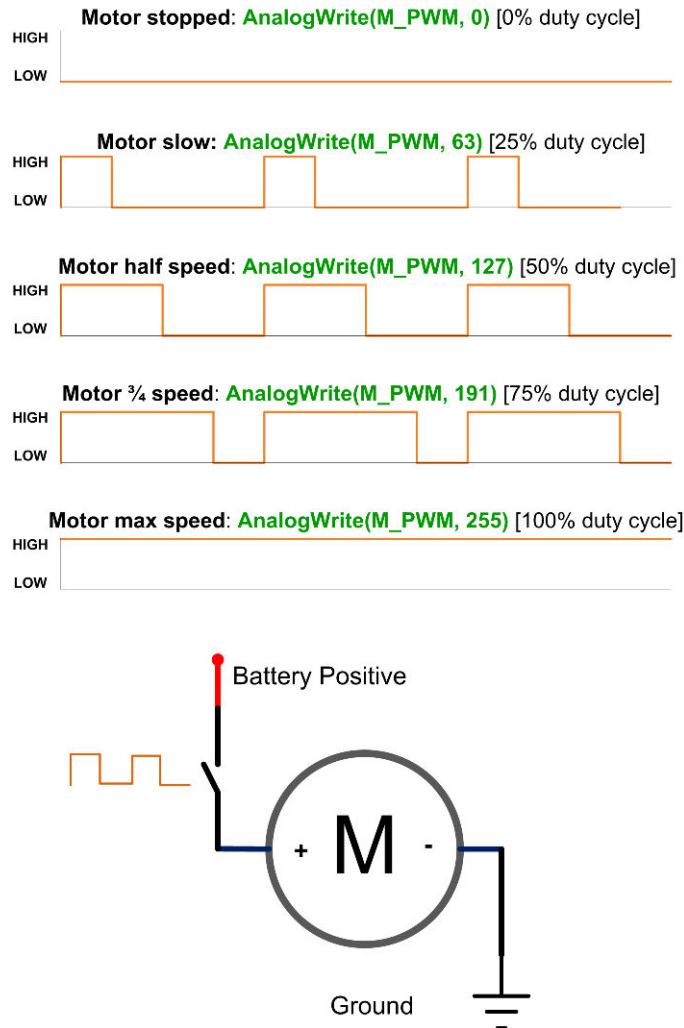 Motor stopped: AnalogWrite(M_PWM, 0) [0% duty cycle]
HIGH
LOW
Motor slow: AnalogWrite(M_PWM, 63) [25% duty cycle]
HIGH
LOW
Motor half speed: AnalogWrite(M_PWM, 127) [50% duty cycle]
HIGH
LOW
Motor ¾ speed: AnalogWrite(M_PWM, 191) [75% duty cycle]
HIGH
LOW
Motor max speed: AnalogWrite(M_PWM, 255) [100% duty cycle]
HIGH
LOW
Battery Positive
+ M -
Ground